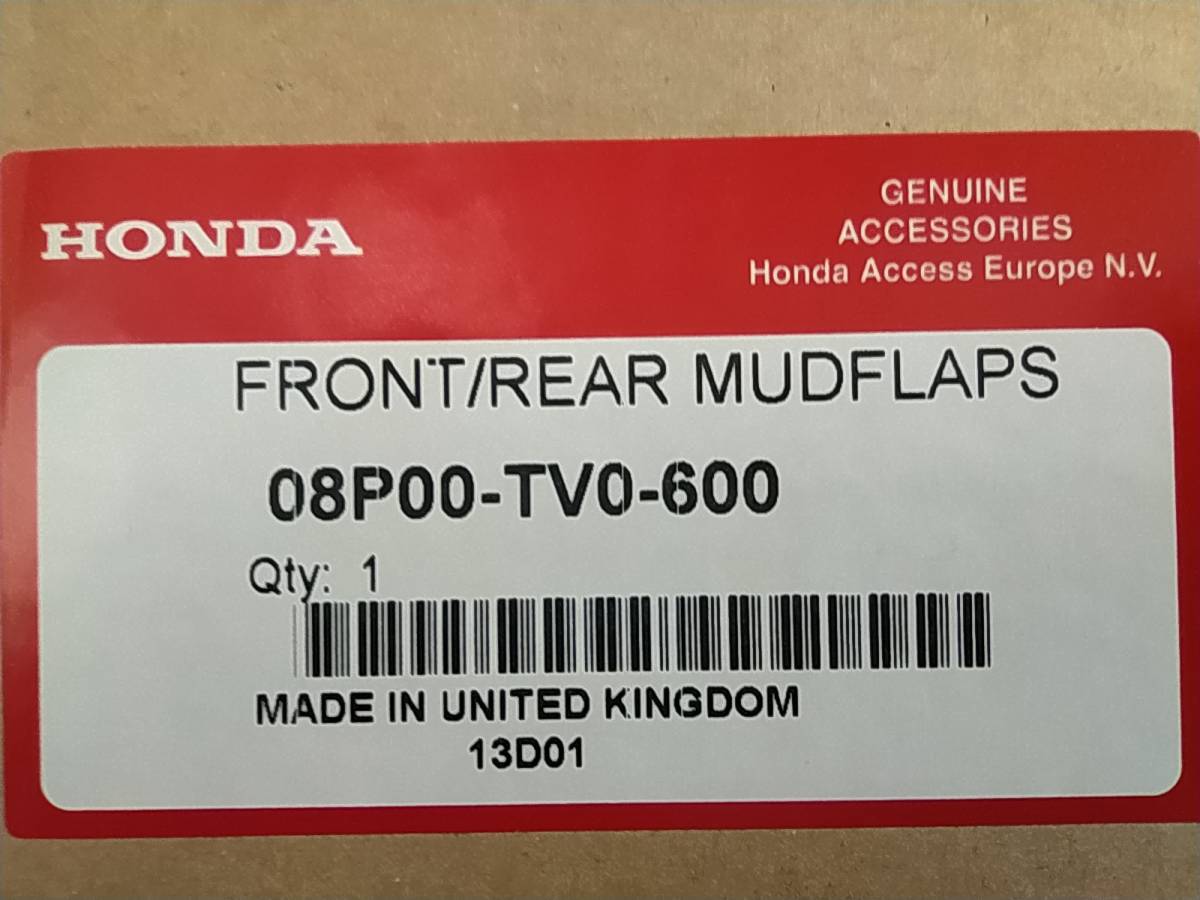 HONDA
GENUINE
ACCESSORIES
Honda Access Europe N.V.
FRONT/REAR MUDFLAPS
08P00-TV0-600
Qty: 1
MADE IN UNITED KINGDOM
13D01